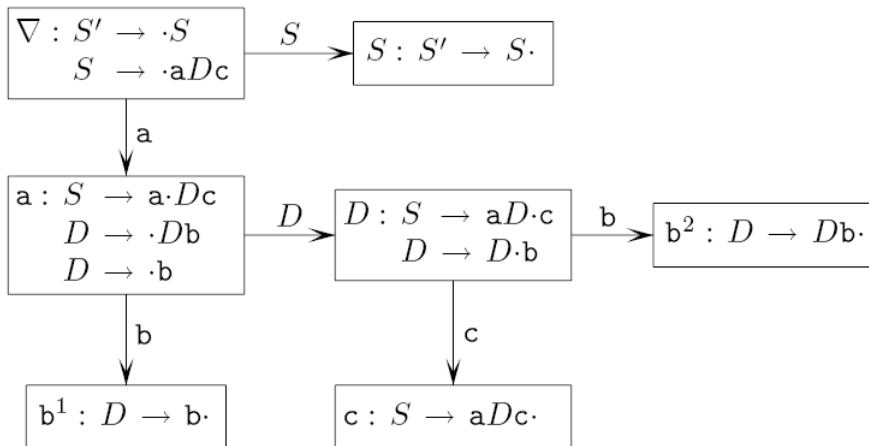 ∇ : S′ → ·S
S → ·aDc
S
S : S′ → S·
a
a : S → a·Dc
D → ·Db
D → ·b
D
D : S → aD·c
D → D·b
b
b² : D → Db·
b
c
b¹ : D → b·
c : S → aDc·